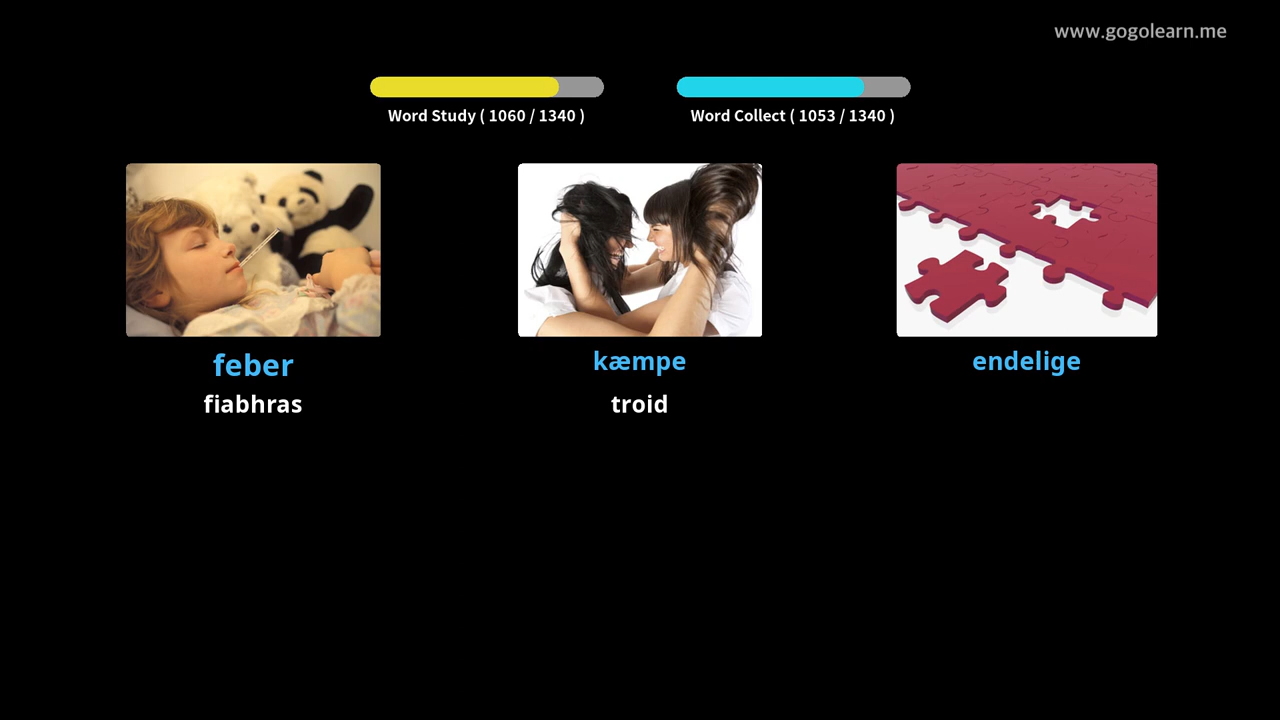 www.gogolearn.me
Word Study ( 1060 / 1340 )
Word Collect ( 1053 / 1340 )
feber
kæmpe
endelige
fiabhras
troid